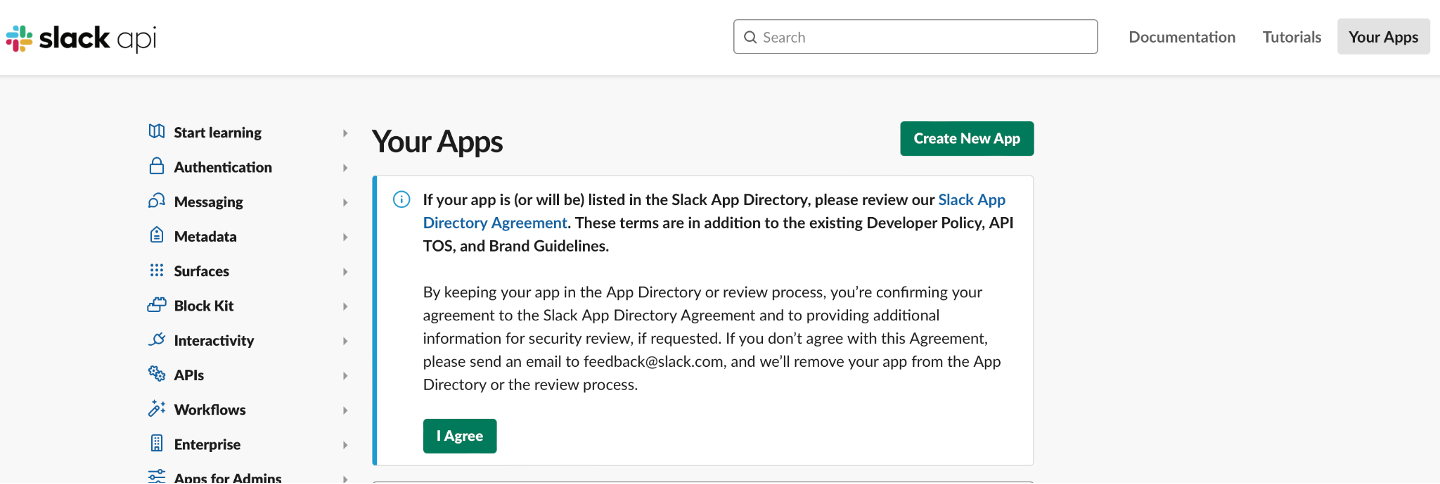 slack api
Search
Documentation
Tutorials
Your Apps
Start learning
Authentication
Messaging
Metadata
Surfaces
Block Kit
Interactivity
APIs
Workflows
Enterprise
Apps for Admins
Your Apps
Create New App
If your app is (or will be) listed in the Slack App Directory, please review our Slack App
Directory Agreement. These terms are in addition to the existing Developer Policy, API
TOS, and Brand Guidelines.
By keeping your app in the App Directory or review process, you’re confirming your
agreement to the Slack App Directory Agreement and to providing additional
information for security review, if requested. If you don’t agree with this Agreement,
please send an email to feedback@slack.com, and we’ll remove your app from the App
Directory or the review process.
I Agree